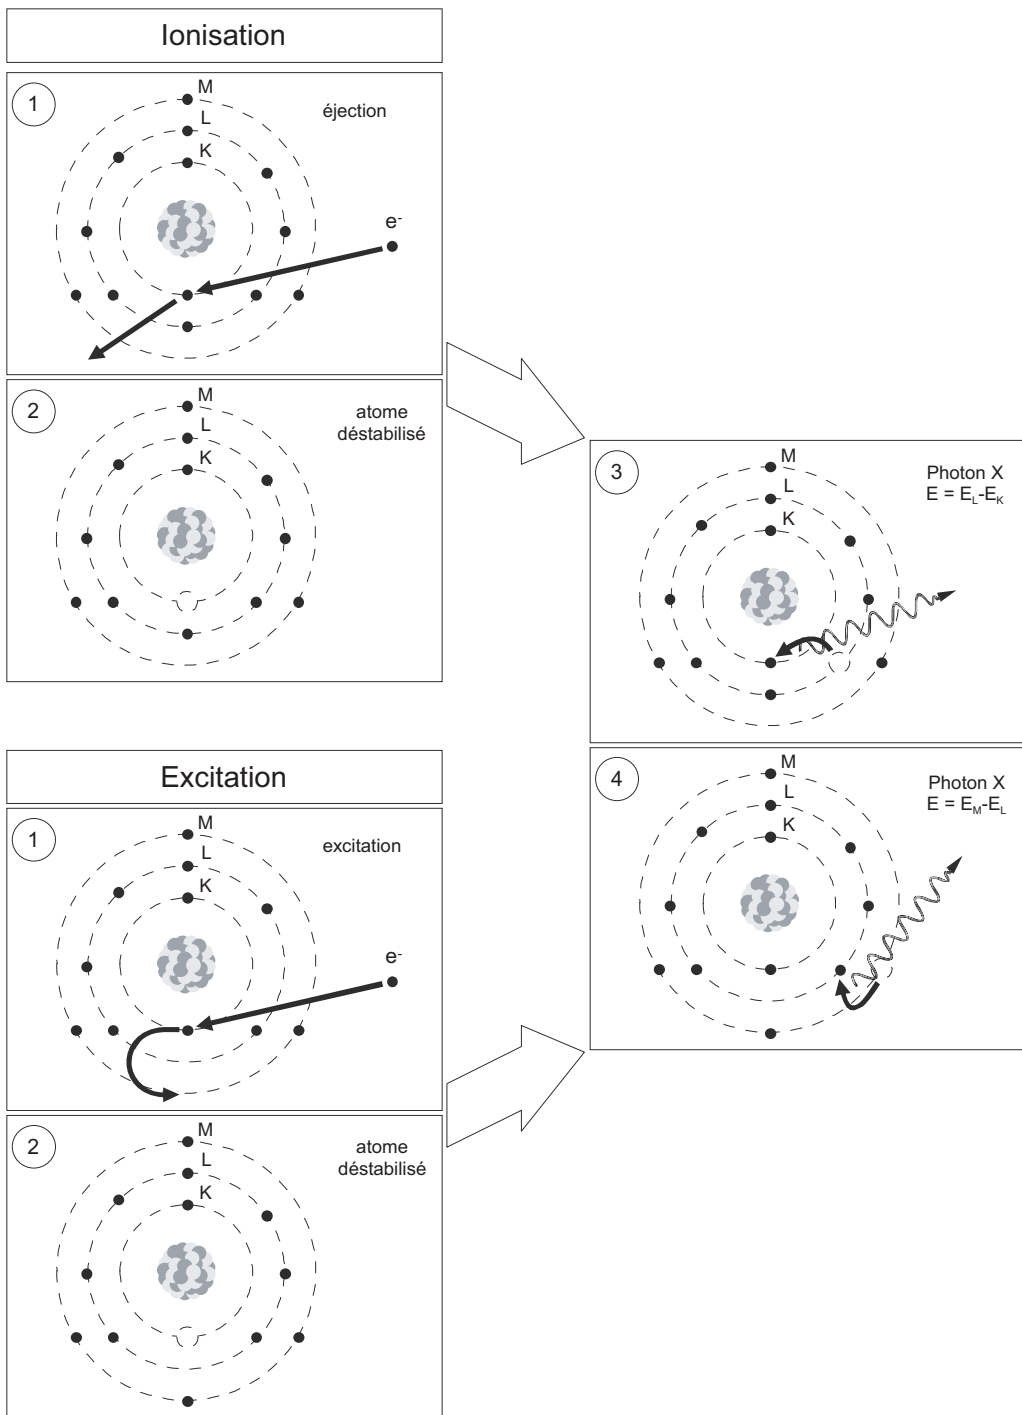 Ionisation
1
M
éjection
L
K
e-
2
M
atome
déstabilisé
L
K
3
M
Photon X
E = EL-EK
L
K
Excitation
1
M
excitation
L
K
e-
4
M
Photon X
E = EM-EL
L
K
2
M
atome
déstabilisé
L
K